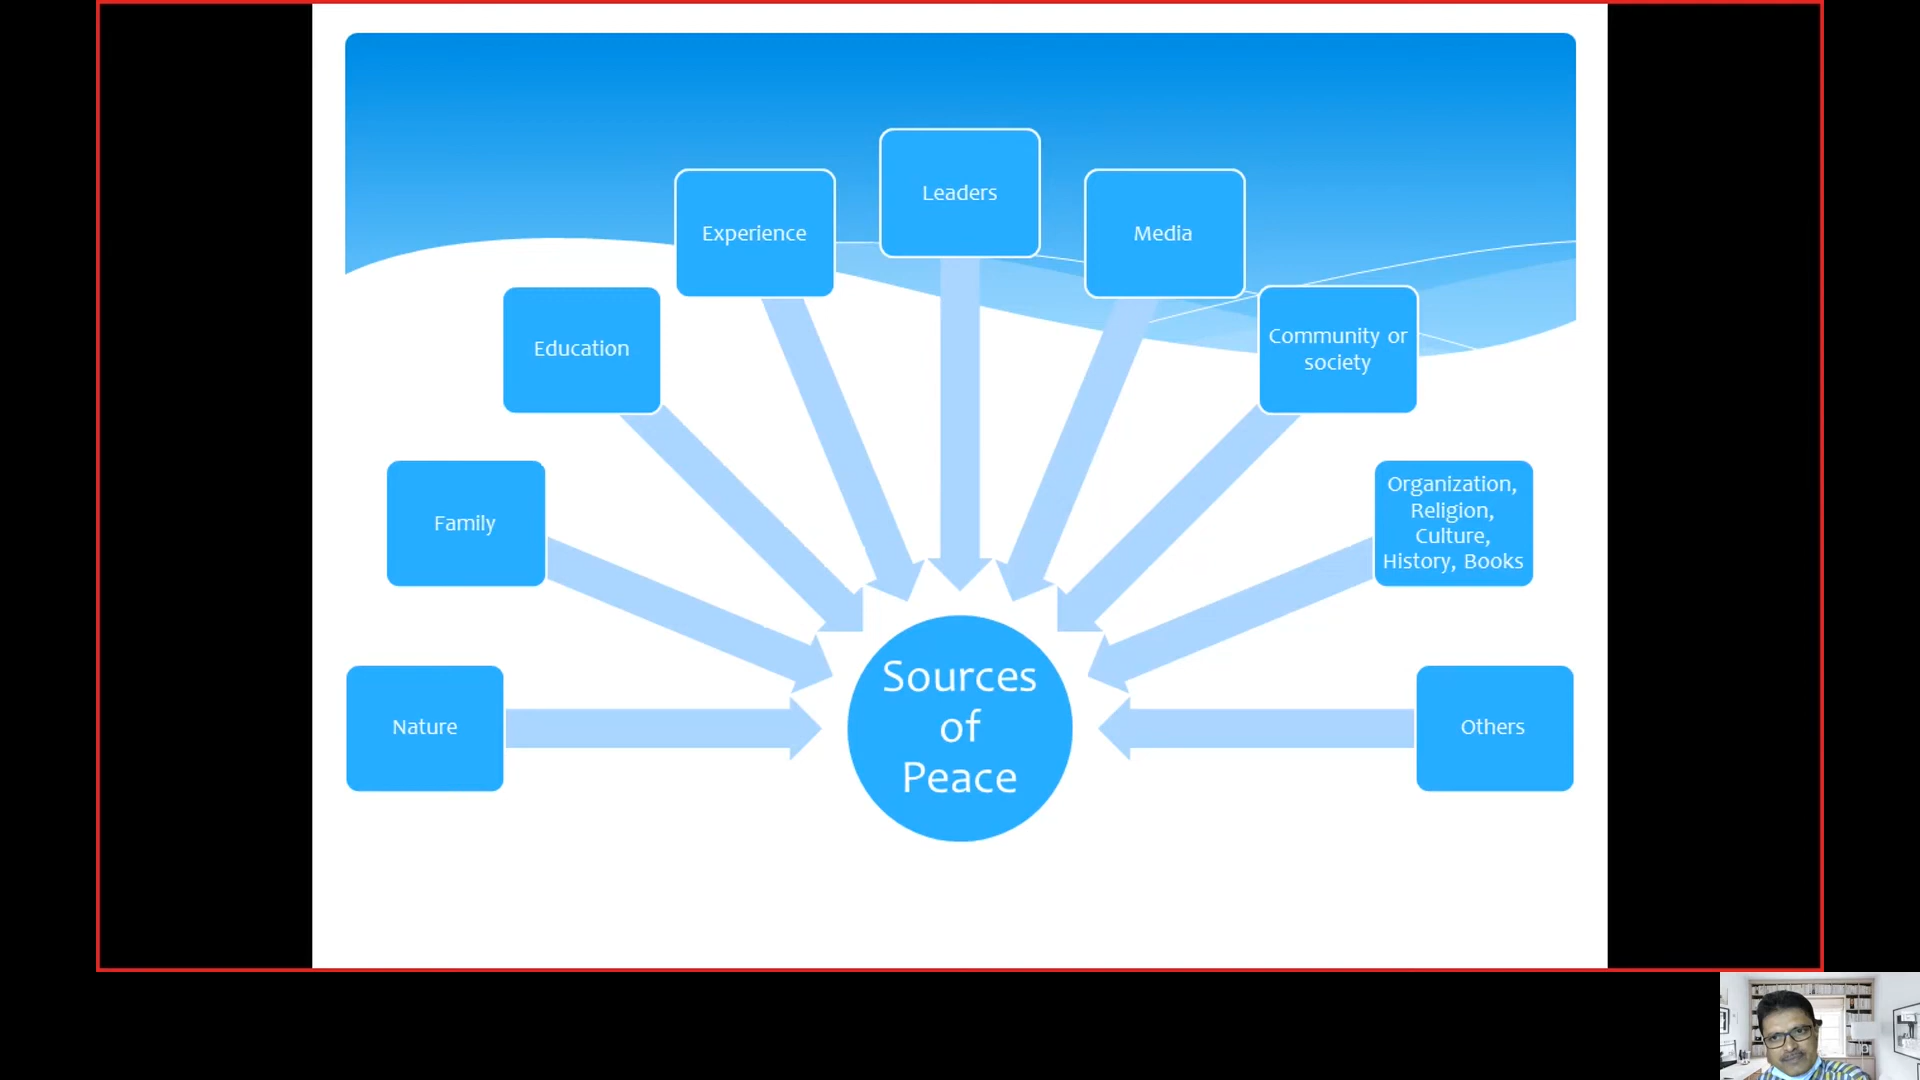 Leaders
Experience
Media
Education
Community or
society
Family
Organization,
Religion,
Culture,
History, Books
Nature
Sources
of
Peace
Others